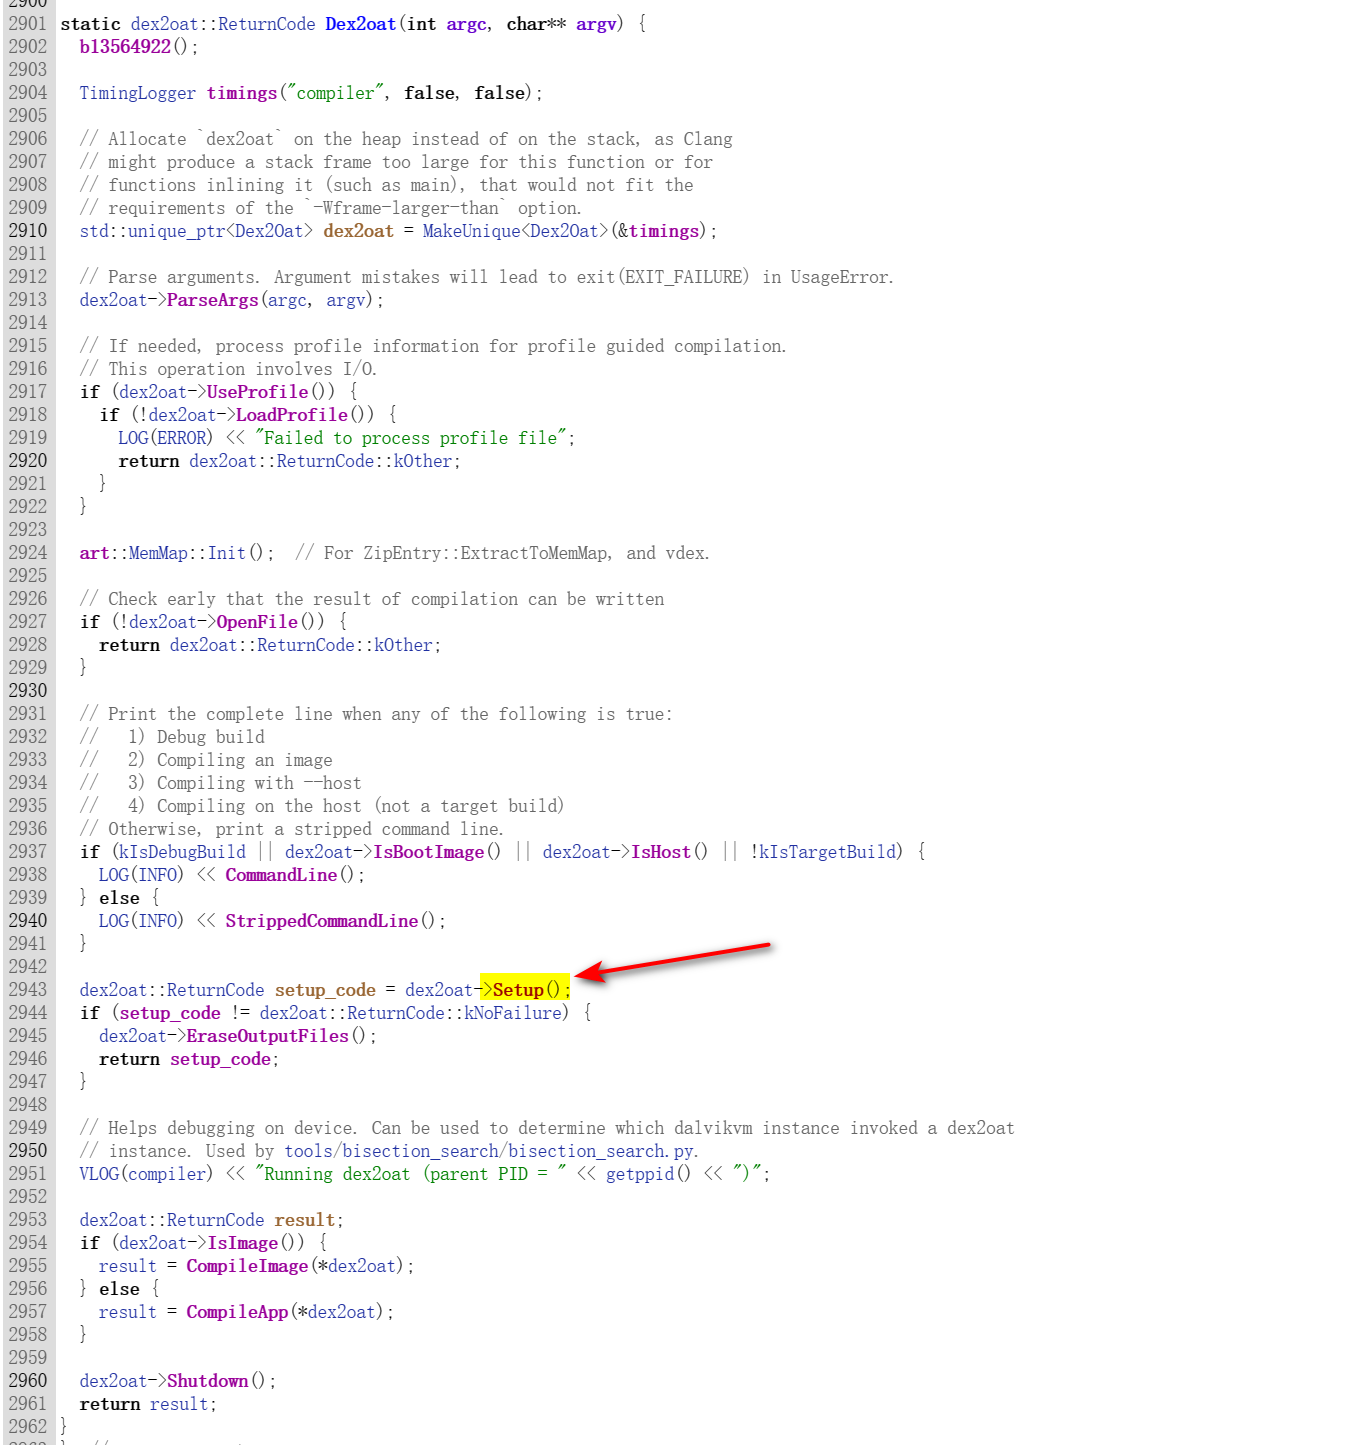 2900
2901 static dex2oat::ReturnCode Dex2oat(int argc, char** argv) {
2902   b13564922();
2903
2904   TimingLogger timings("compiler", false, false);
2905
2906   // Allocate `dex2oat` on the heap instead of on the stack, as Clang
2907   // might produce a stack frame too large for this function or for
2908   // functions inlining it (such as main), that would not fit the
2909   // requirements of the `-Wframe-larger-than` option.
2910   std::unique_ptr<Dex2Oat> dex2oat = MakeUnique<Dex2Oat>(&timings);
2911
2912   // Parse arguments. Argument mistakes will lead to exit(EXIT_FAILURE) in UsageError.
2913   dex2oat->ParseArgs(argc, argv);
2914
2915   // If needed, process profile information for profile guided compilation.
2916   // This operation involves I/O.
2917   if (dex2oat->UseProfile()) {
2918     if (!dex2oat->LoadProfile()) {
2919       LOG(ERROR) << "Failed to process profile file";
2920       return dex2oat::ReturnCode::kOther;
2921     }
2922   }
2923
2924   art::MemMap::Init();  // For ZipEntry::ExtractToMemMap, and vdex.
2925
2926   // Check early that the result of compilation can be written
2927   if (!dex2oat->OpenFile()) {
2928     return dex2oat::ReturnCode::kOther;
2929   }
2930
2931   // Print the complete line when any of the following is true:
2932   //   1) Debug build
2933   //   2) Compiling an image
2934   //   3) Compiling with --host
2935   //   4) Compiling on the host (not a target build)
2936   // Otherwise, print a stripped command line.
2937   if (kIsDebugBuild || dex2oat->IsBootImage() || dex2oat->IsHost() || !kIsTargetBuild) {
2938     LOG(INFO) << CommandLine();
2939   } else {
2940     LOG(INFO) << StrippedCommandLine();
2941   }
2942
2943   dex2oat::ReturnCode setup_code = dex2oat->Setup();
2944   if (setup_code != dex2oat::ReturnCode::kNoFailure) {
2945     dex2oat->EraseOutputFiles();
2946     return setup_code;
2947   }
2948
2949   // Helps debugging on device. Can be used to determine which dalvikvm instance invoked a dex2oat
2950   // instance. Used by tools/bisection_search/bisection_search.py.
2951   VLOG(compiler) << "Running dex2oat (parent PID = " << getppid() << ")";
2952
2953   dex2oat::ReturnCode result;
2954   if (dex2oat->IsImage()) {
2955     result = CompileImage(*dex2oat);
2956   } else {
2957     result = CompileApp(*dex2oat);
2958   }
2959
2960   dex2oat->Shutdown();
2961   return result;
2962 }